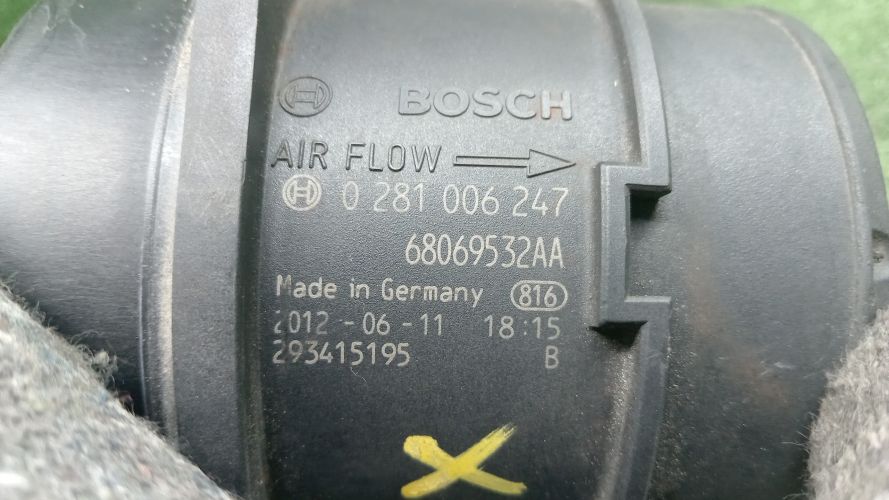 BOSCH
AIR FLOW
0 281 006 247
68069532AA
Made in Germany 816
2012-06-11 18:15
293415195 B